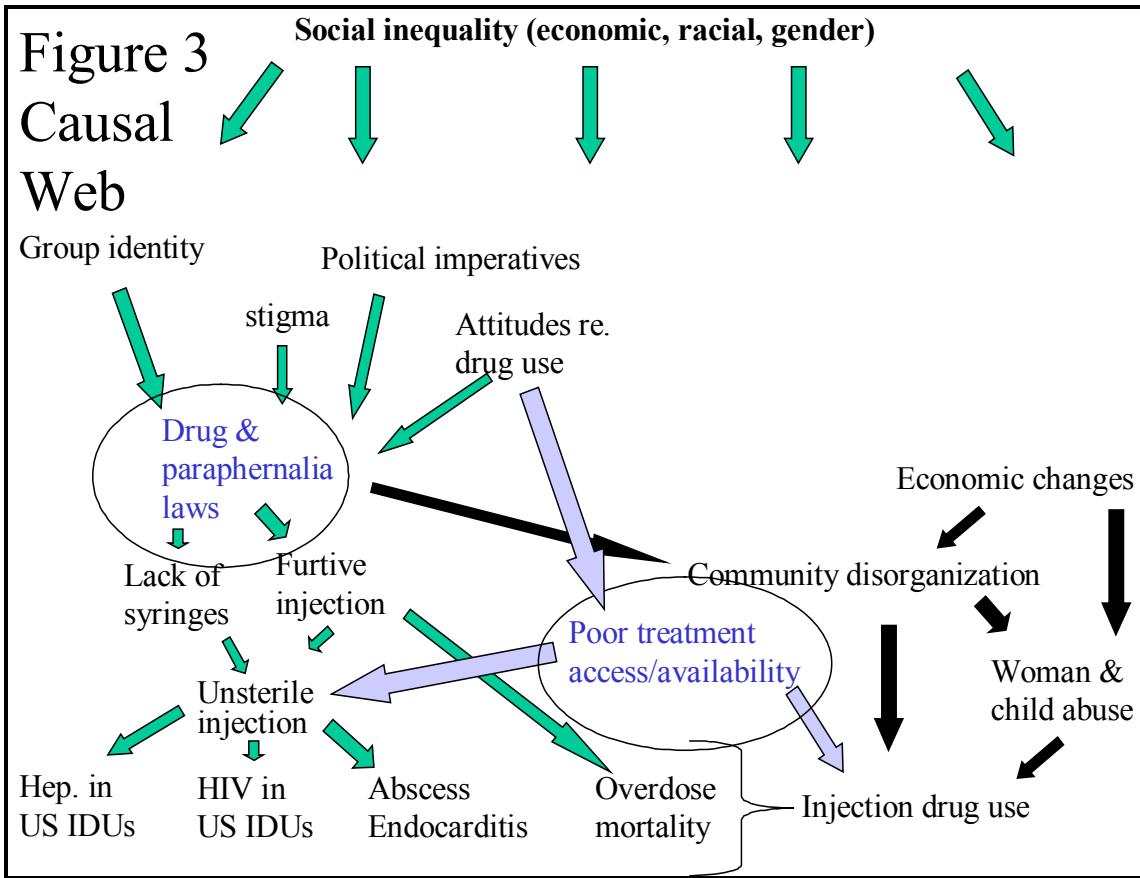 Figure 3
Causal
Web
Social inequality (economic, racial, gender)
Group identity
Political imperatives
stigma
Attitudes re.
drug use
Drug &
paraphernalia
laws
Economic changes
Lack of
syringes
Furtive
injection
Community disorganization
Poor treatment
access/availability
Woman &
child abuse
Unsterile
injection
Hep. in
US IDUs
HIV in
US IDUs
Abscess
Endocarditis
Overdose
mortality
Injection drug use